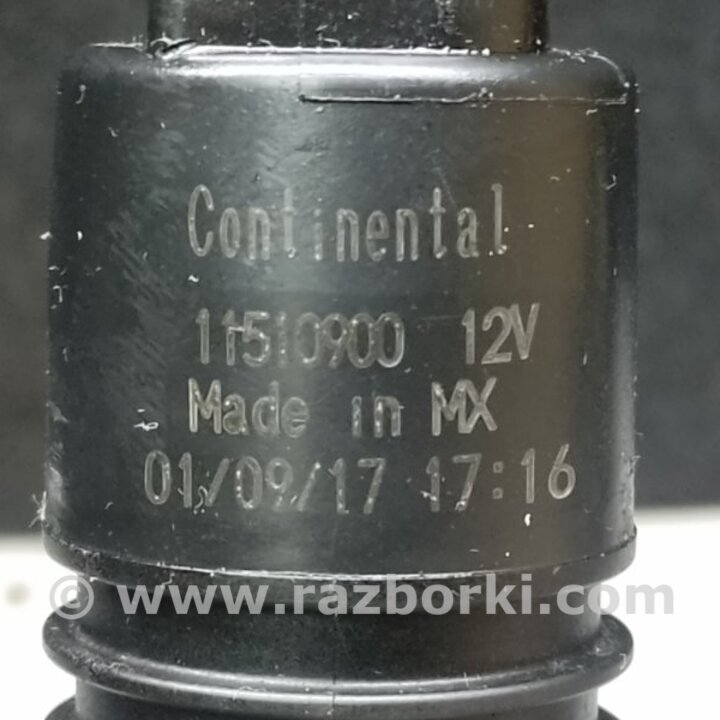 Continental
11510900 12V
Made in MX
01/09/17 17:16
© www.razborki.com